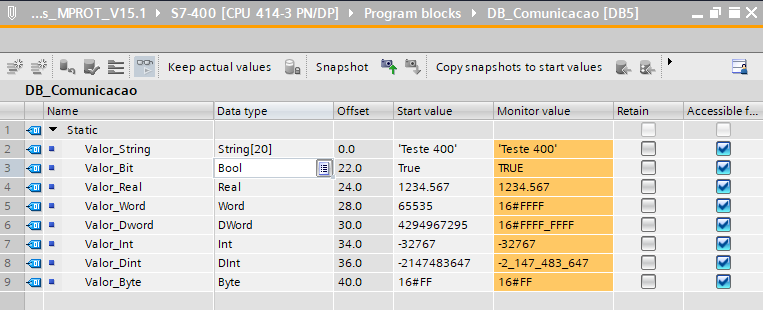 ...s_MPROT_V15.1 ▸ S7-400 [CPU 414-3 PN/DP] ▸ Program blocks ▸ DB_Comunicacao [DB5]
Keep actual values Snapshot Copy snapshots to start values
DB_Comunicacao
Name Data type Offset Start value Monitor value Retain Accessible f...
1 Static
2 Valor_String String[20] 0.0 'Teste 400' 'Teste 400'
3 Valor_Bit Bool 22.0 True TRUE
4 Valor_Real Real 24.0 1234.567 1234.567
5 Valor_Word Word 28.0 65535 16#FFFF
6 Valor_Dword DWord 30.0 4294967295 16#FFFF_FFFF
7 Valor_Int Int 34.0 -32767 -32767
8 Valor_Dint DInt 36.0 -2147483647 -2_147_483_647
9 Valor_Byte Byte 40.0 16#FF 16#FF